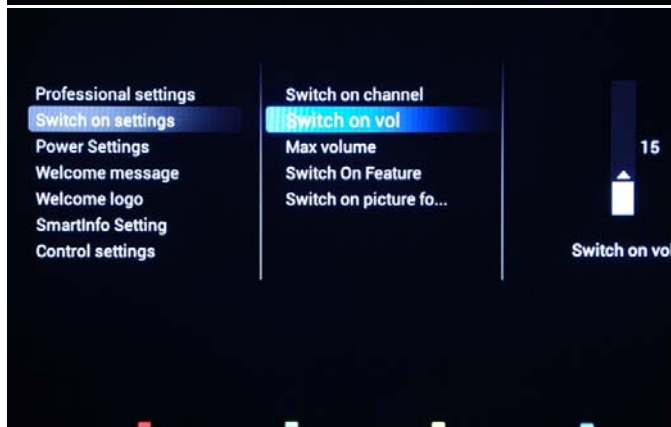 Professional settings
Switch on settings
Power Settings
Welcome message
Welcome logo
SmartInfo Setting
Control settings
Switch on channel
Switch on vol
Max volume
Switch On Feature
Switch on picture fo...
15
Switch on vol